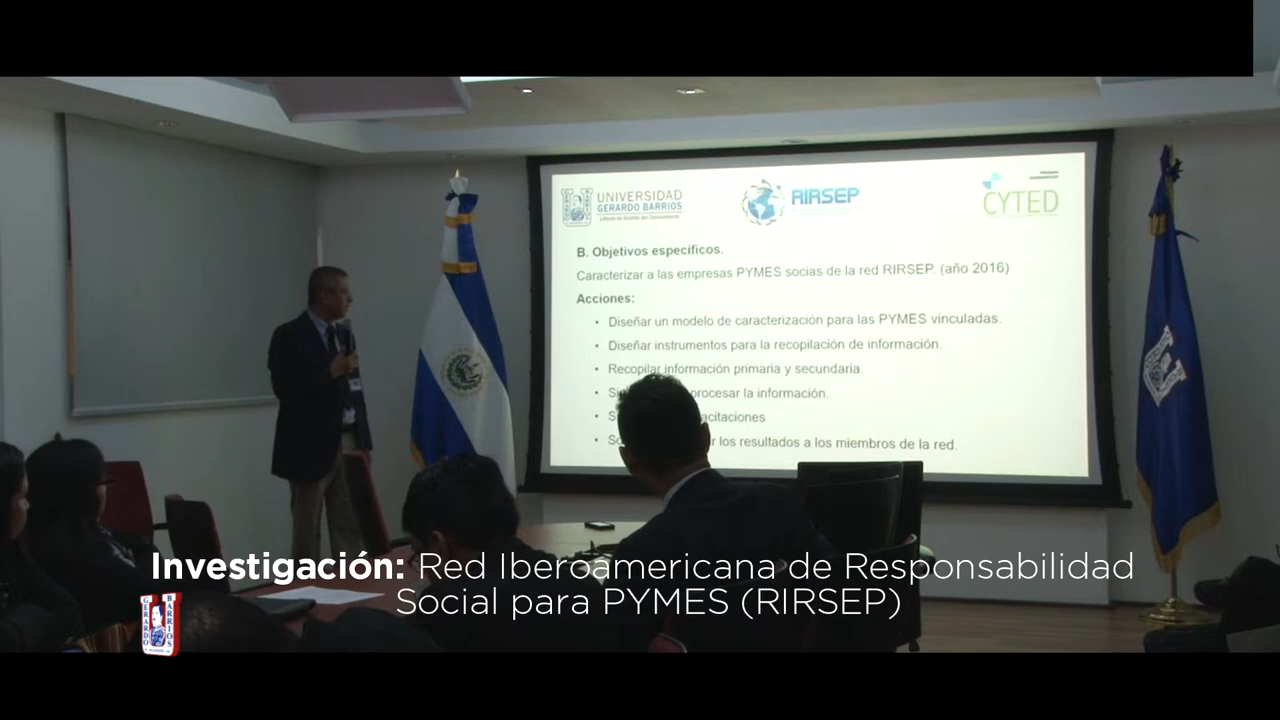 UNIVERSIDAD
GERARDO BARRIOS
RIRSEP
CYTED
B. Objetivos específicos.
Caracterizar a las empresas PYMES socias de la red RIRSEP. (año 2016)
Acciones:
• Diseñar un modelo de caracterización para las PYMES vinculadas.
• Diseñar instrumentos para la recopilación de información.
• Recopilar información primaria y secundaria.
• procesar la información.
•
• los resultados a los miembros de la red.
Investigación: Red Iberoamericana de Responsabilidad
Social para PYMES (RIRSEP)
GERARDO
BARRIOS